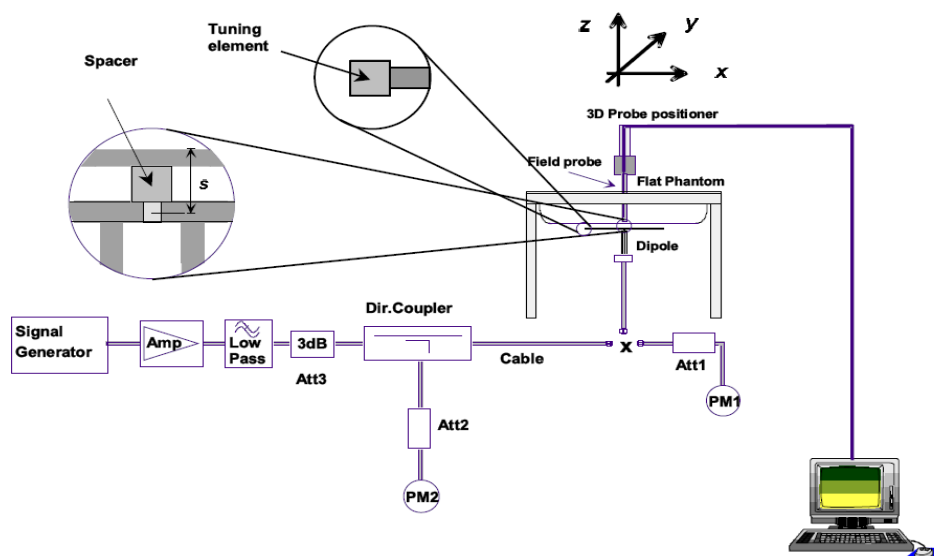 Tuning
element
Spacer
s
z
y
x
3D Probe positioner
Field probe
Flat Phantom
Dipole
Signal
Generator
Amp
Low
Pass
3dB
Att3
Dir.Coupler
Cable
x
Att1
PM1
Att2
PM2